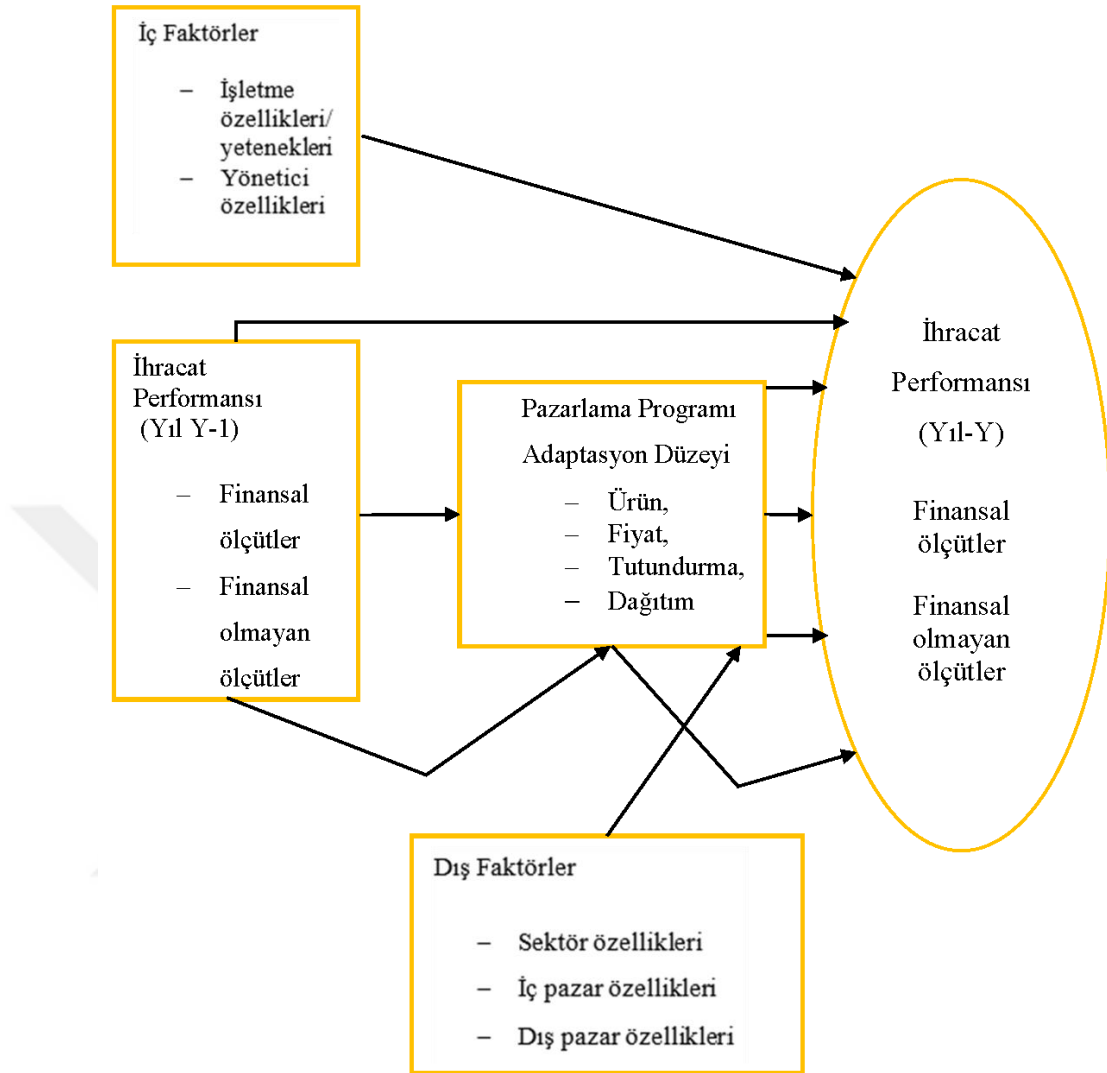 İç Faktörler
– İşletme
özellikleri/
yetenekleri
– Yönetici
özellikleri
İhracat
Performansı
(Yıl Y-1)
– Finansal
ölçütler
– Finansal
olmayan
ölçütler
Pazarlama Programı
Adaptasyon Düzeyi
– Ürün,
– Fiyat,
– Tutundurma,
– Dağıtım
İhracat
Performansı
(Yıl-Y)
Finansal
ölçütler
Finansal
olmayan
ölçütler
Dış Faktörler
– Sektör özellikleri
– İç pazar özellikleri
– Dış pazar özellikleri